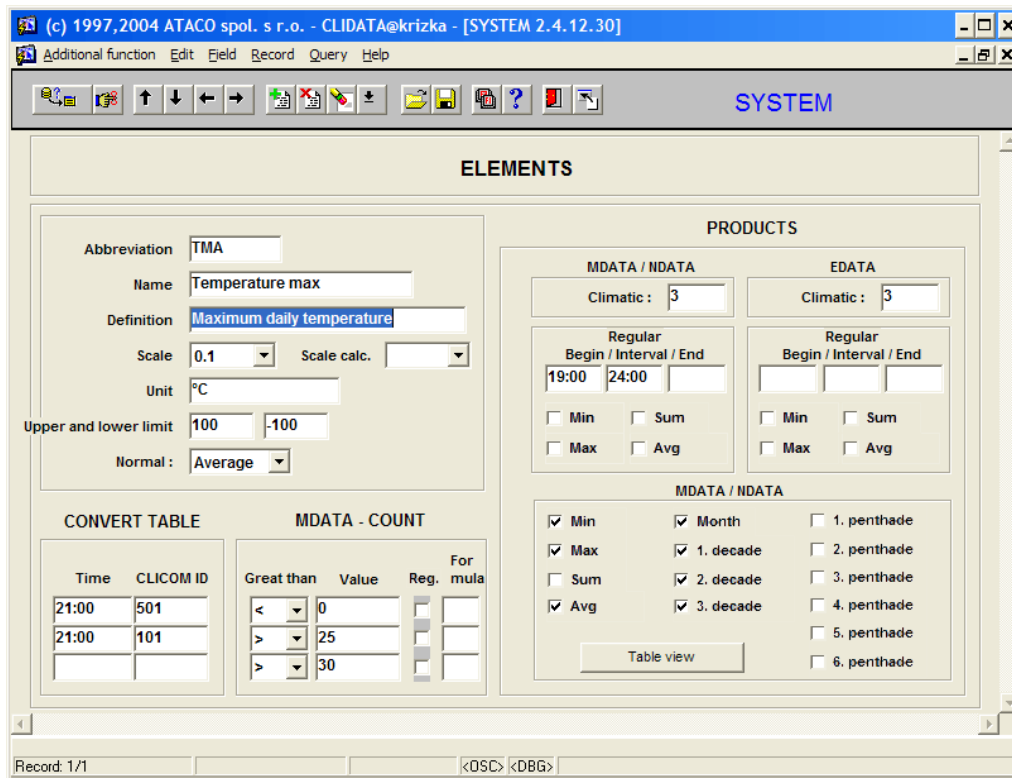 (c) 1997,2004 ATACO spol. s r.o. - CLIDATA@krizka - [SYSTEM 2.4.12.30]
Additional function Edit Field Record Query Help
SYSTEM
ELEMENTS
Abbreviation TMA
Name Temperature max
Definition Maximum daily temperature
Scale 0.1 Scale calc.
Unit °C
Upper and lower limit 100 -100
Normal : Average
CONVERT TABLE
Time CLICOM ID
21:00 501
21:00 101
MDATA - COUNT
Great than Value Reg. For mula
< 0
> 25
> 30
PRODUCTS
MDATA / NDATA
Climatic : 3
Regular
Begin / Interval / End
19:00 24:00
Min Sum
Max Avg
EDATA
Climatic : 3
Regular
Begin / Interval / End
Min Sum
Max Avg
MDATA / NDATA
Min Month 1. penthade
Max 1. decade 2. penthade
Sum 2. decade 3. penthade
Avg 3. decade 4. penthade
5. penthade
Table view 6. penthade
Record: 1/1 <OSC> <DBG>